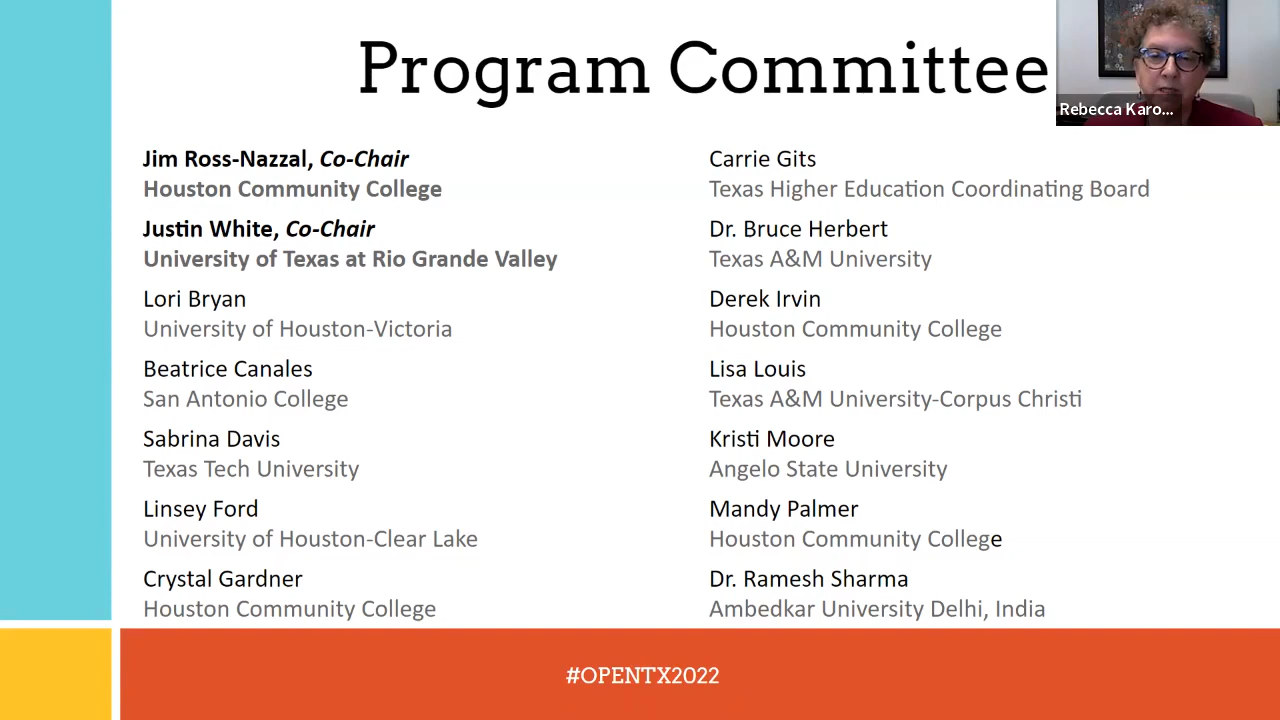 Program Committee
Rebecca Karo...
Jim Ross-Nazzal, Co-Chair
Houston Community College
Justin White, Co-Chair
University of Texas at Rio Grande Valley
Lori Bryan
University of Houston-Victoria
Beatrice Canales
San Antonio College
Sabrina Davis
Texas Tech University
Linsey Ford
University of Houston-Clear Lake
Crystal Gardner
Houston Community College
Carrie Gits
Texas Higher Education Coordinating Board
Dr. Bruce Herbert
Texas A&M University
Derek Irvin
Houston Community College
Lisa Louis
Texas A&M University-Corpus Christi
Kristi Moore
Angelo State University
Mandy Palmer
Houston Community College
Dr. Ramesh Sharma
Ambedkar University Delhi, India
#OPENTX2022